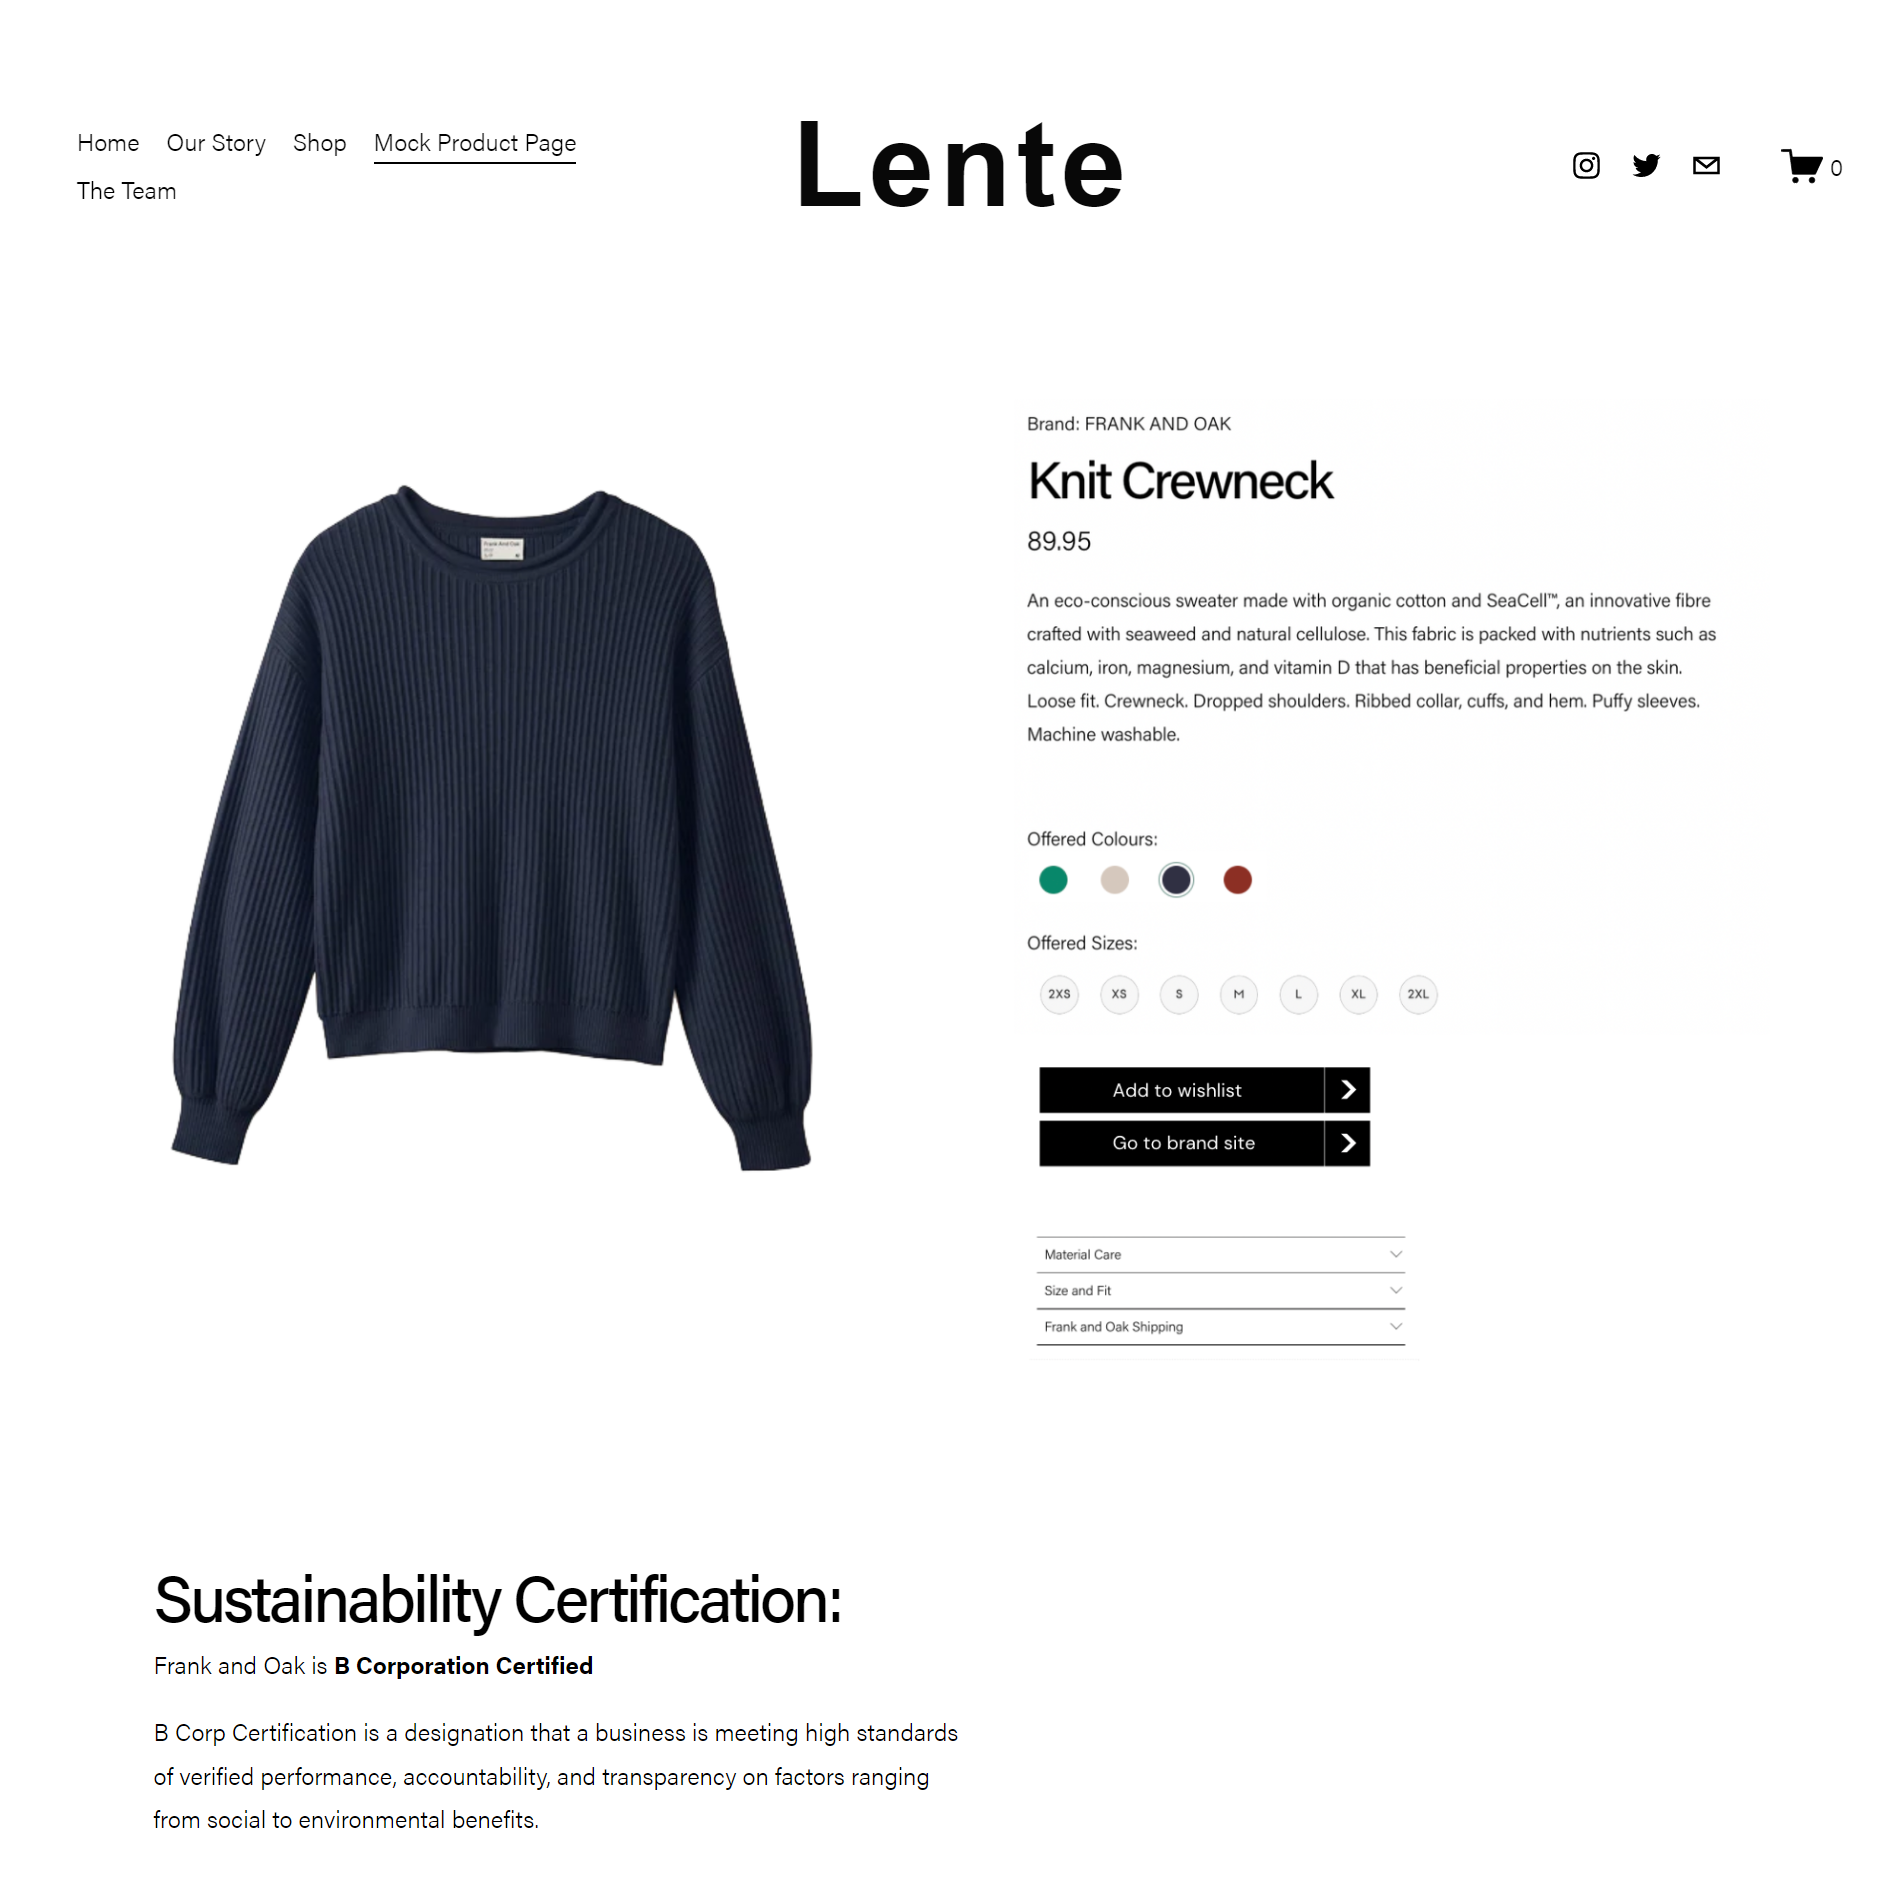 Home Our Story Shop Mock Product Page
The Team
Lente
0
Frank And Oak
Brand: FRANK AND OAK
Knit Crewneck
89.95
An eco-conscious sweater made with organic cotton and SeaCell™, an innovative fibre
crafted with seaweed and natural cellulose. This fabric is packed with nutrients such as
calcium, iron, magnesium, and vitamin D that has beneficial properties on the skin.
Loose fit. Crewneck. Dropped shoulders. Ribbed collar, cuffs, and hem. Puffy sleeves.
Machine washable.
Offered Colours:
Offered Sizes:
2XS XS S M L XL 2XL
Add to wishlist
Go to brand site
Material Care
Size and Fit
Frank and Oak Shipping
Sustainability Certification:
Frank and Oak is B Corporation Certified
B Corp Certification is a designation that a business is meeting high standards
of verified performance, accountability, and transparency on factors ranging
from social to environmental benefits.